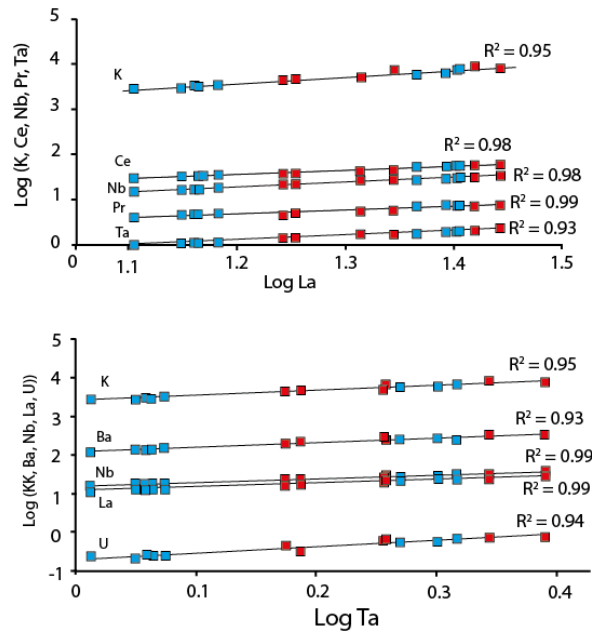 Log (K, Ce, Nb, Pr, Ta)
5
4
3
2
1
0
K
Ce
Nb
Pr
Ta
R² = 0.95
R² = 0.98
R² = 0.98
R² = 0.99
R² = 0.93
1.1 1.2 1.3 1.4 1.5
Log La
Log (KK, Ba, Nb, La, U))
5
4
3
2
1
0
-1
K
Ba
Nb
La
U
R² = 0.95
R² = 0.93
R² = 0.99
R² = 0.99
R² = 0.94
0 0.1 0.2 0.3 0.4
Log Ta